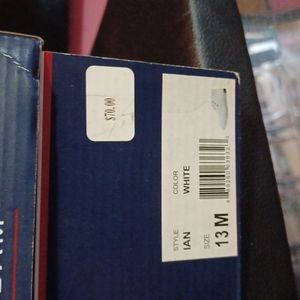 $70.00
STYLE
IAN
COLOR
WHITE
SIZE
13 M